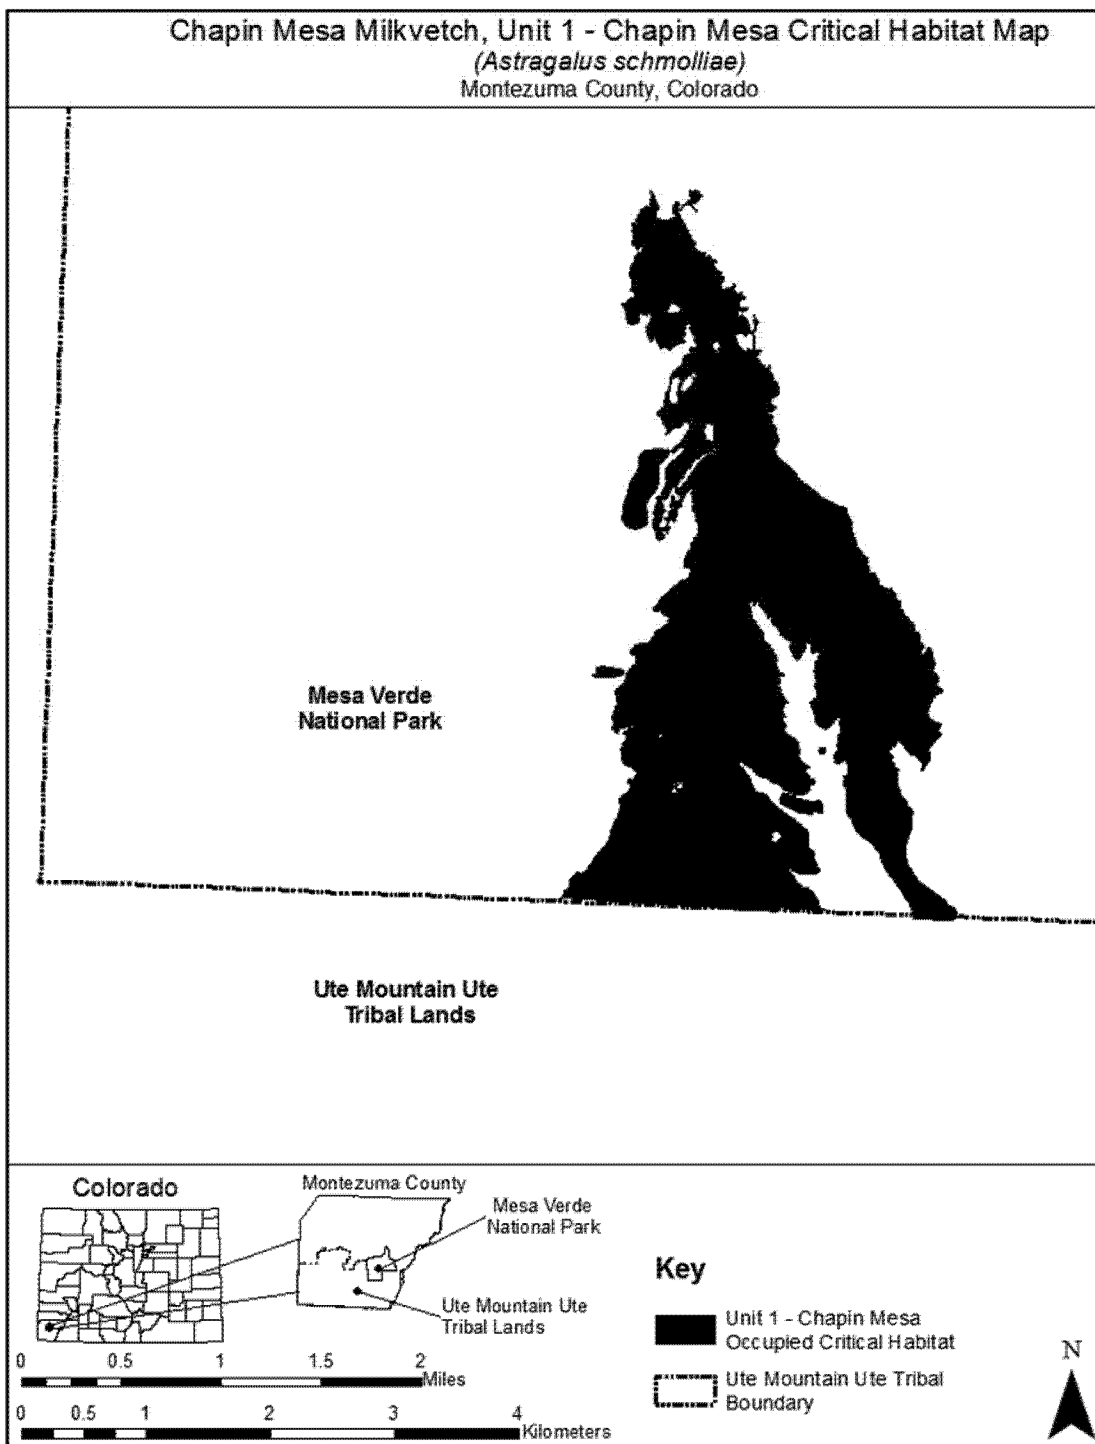 Chapin Mesa Milkvetch, Unit 1 - Chapin Mesa Critical Habitat Map
(Astragalus schmolliae)
Montezuma County, Colorado
Mesa Verde
National Park
Ute Mountain Ute
Tribal Lands
Colorado
Montezuma County
Mesa Verde
National Park
Ute Mountain Ute
Tribal Lands
0 0.5 1 1.5 2
Miles
0 0.5 1 2 3 4
Kilometers
Key
Unit 1 - Chapin Mesa
Occupied Critical Habitat
Ute Mountain Ute Tribal
Boundary
N